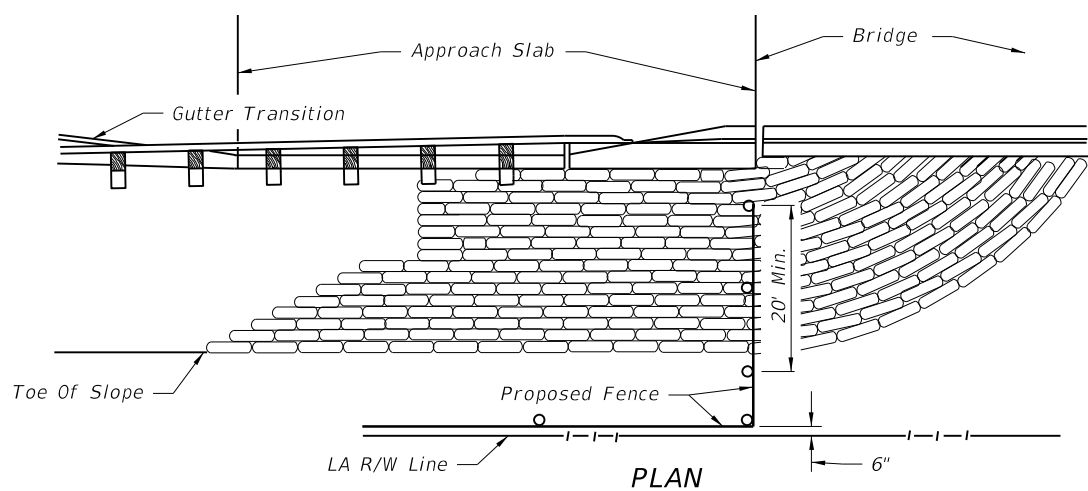 Bridge
Approach Slab
Gutter Transition
20' Min.
Toe Of Slope
Proposed Fence
LA R/W Line
6"
PLAN